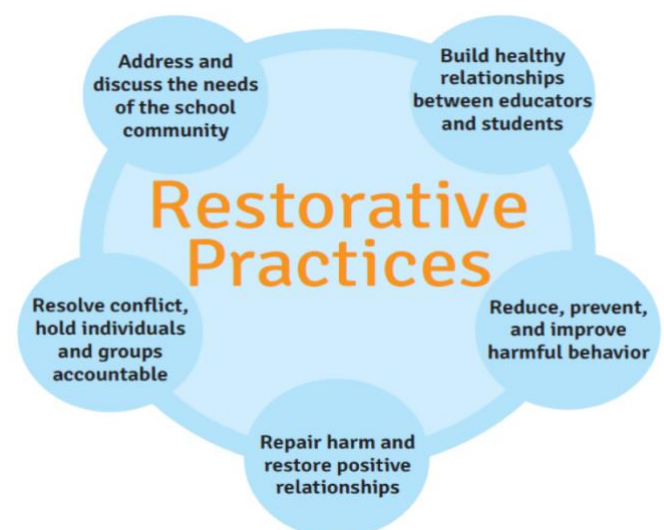 Address and
discuss the needs
of the school
community
Build healthy
relationships
between educators
and students
Restorative
Practices
Resolve conflict,
hold individuals
and groups
accountable
Reduce, prevent,
and improve
harmful behavior
Repair harm and
restore positive
relationships